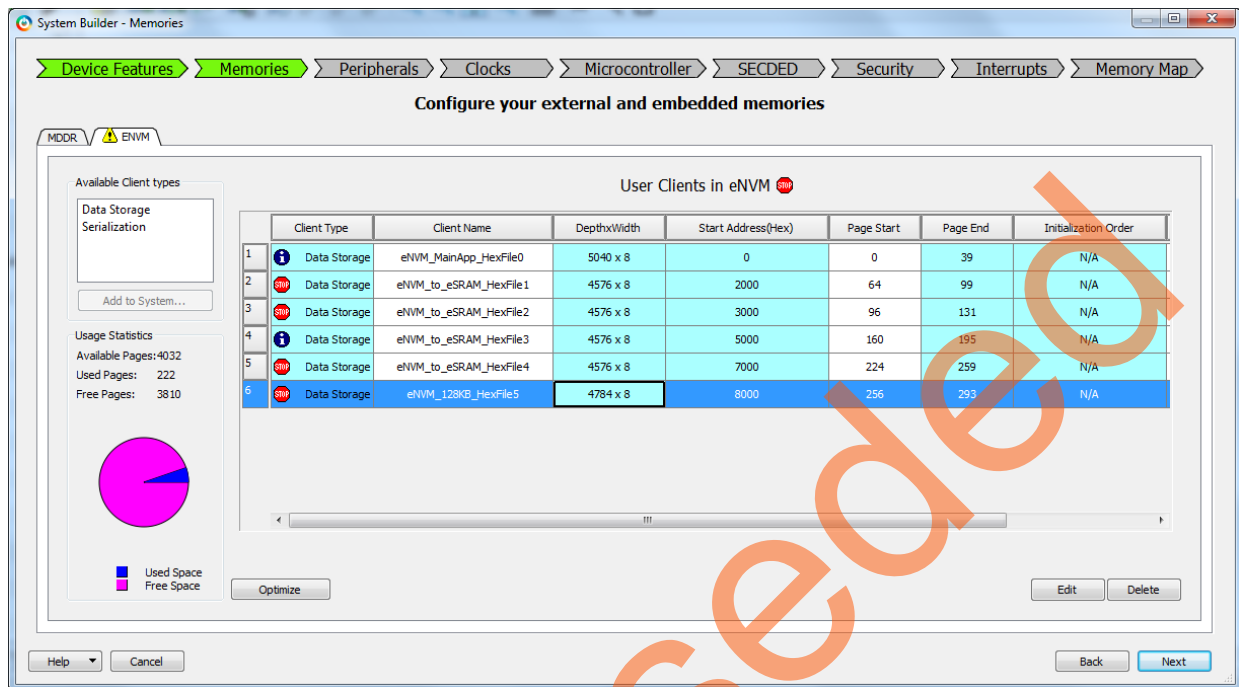 System Builder - Memories
Device Features Memories Peripherals Clocks Microcontroller SECDED Security Interrupts Memory Map
Configure your external and embedded memories
MDDR ENVM
Available Client types
Data Storage
Serialization
Add to System...
Usage Statistics
Available Pages:4032
Used Pages: 222
Free Pages: 3810
Used Space
Free Space
User Clients in eNVM STOP
Client Type Client Name DepthxWidth Start Address(Hex) Page Start Page End Initialization Order
1 Data Storage eNVM_MainApp_HexFile0 5040 x 8 0 0 39 N/A
2 STOP Data Storage eNVM_to_eSRAM_HexFile1 4576 x 8 2000 64 99 N/A
3 STOP Data Storage eNVM_to_eSRAM_HexFile2 4576 x 8 3000 96 131 N/A
4 Data Storage eNVM_to_eSRAM_HexFile3 4576 x 8 5000 160 195 N/A
5 STOP Data Storage eNVM_to_eSRAM_HexFile4 4576 x 8 7000 224 259 N/A
6 STOP Data Storage eNVM_128KB_HexFile5 4784 x 8 8000 256 293 N/A
Optimize Edit Delete
Help Cancel Back Next
seded